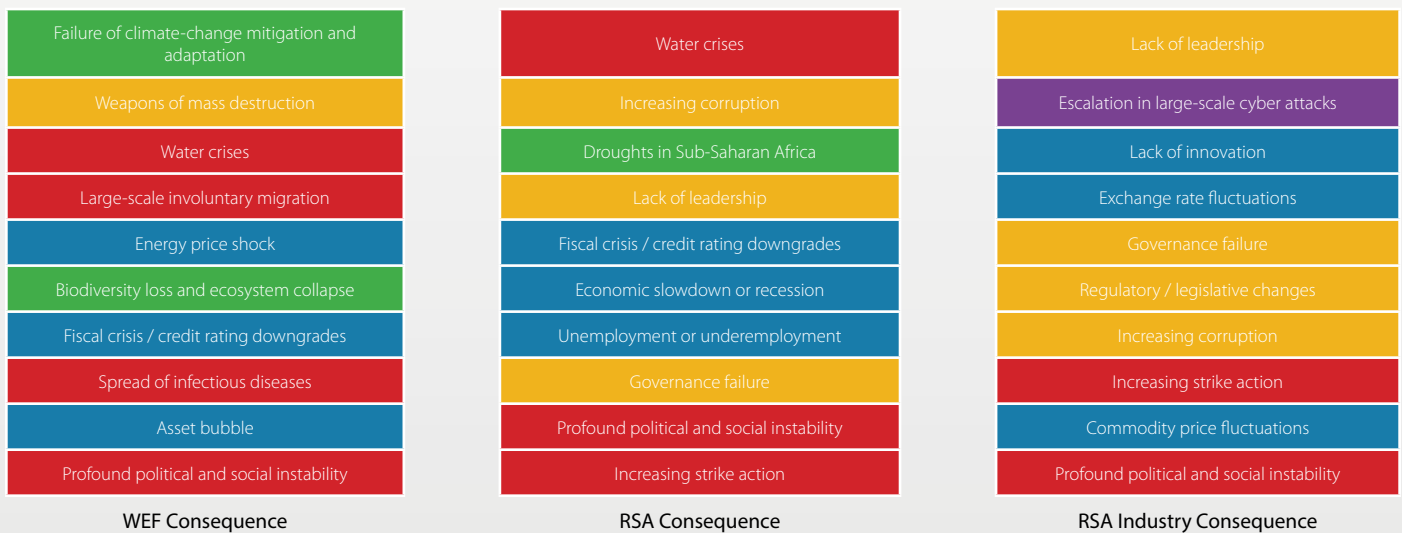 Failure of climate-change mitigation and
adaptation
Weapons of mass destruction
Water crises
Large-scale involuntary migration
Energy price shock
Biodiversity loss and ecosystem collapse
Fiscal crisis / credit rating downgrades
Spread of infectious diseases
Asset bubble
Profound political and social instability
WEF Consequence
Water crises
Increasing corruption
Droughts in Sub-Saharan Africa
Lack of leadership
Fiscal crisis / credit rating downgrades
Economic slowdown or recession
Unemployment or underemployment
Governance failure
Profound political and social instability
Increasing strike action
RSA Consequence
Lack of leadership
Escalation in large-scale cyber attacks
Lack of innovation
Exchange rate fluctuations
Governance failure
Regulatory / legislative changes
Increasing corruption
Increasing strike action
Commodity price fluctuations
Profound political and social instability
RSA Industry Consequence